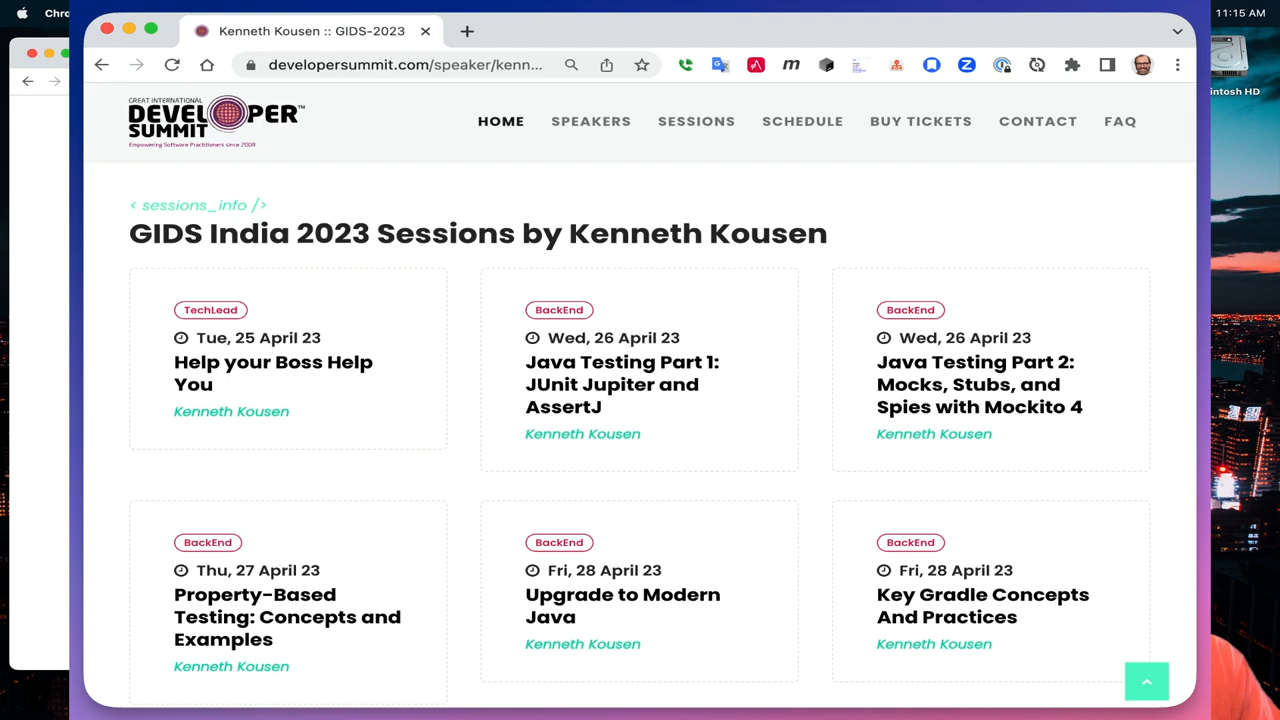 Chro
11:15 AM
Kenneth Kousen :: GIDS-2023
developersummit.com/speaker/kenn...
intosh HD
GREAT INTERNATIONAL
DEVELOPER™
SUMMIT
Empowering Software Practitioners since 2008
HOME SPEAKERS SESSIONS SCHEDULE BUY TICKETS CONTACT FAQ
< sessions_info />
GIDS India 2023 Sessions by Kenneth Kousen
TechLead
Tue, 25 April 23
Help your Boss Help
You
Kenneth Kousen
BackEnd
Wed, 26 April 23
Java Testing Part 1:
JUnit Jupiter and
AssertJ
Kenneth Kousen
BackEnd
Wed, 26 April 23
Java Testing Part 2:
Mocks, Stubs, and
Spies with Mockito 4
Kenneth Kousen
BackEnd
Thu, 27 April 23
Property-Based
Testing: Concepts and
Examples
Kenneth Kousen
BackEnd
Fri, 28 April 23
Upgrade to Modern
Java
Kenneth Kousen
BackEnd
Fri, 28 April 23
Key Gradle Concepts
And Practices
Kenneth Kousen